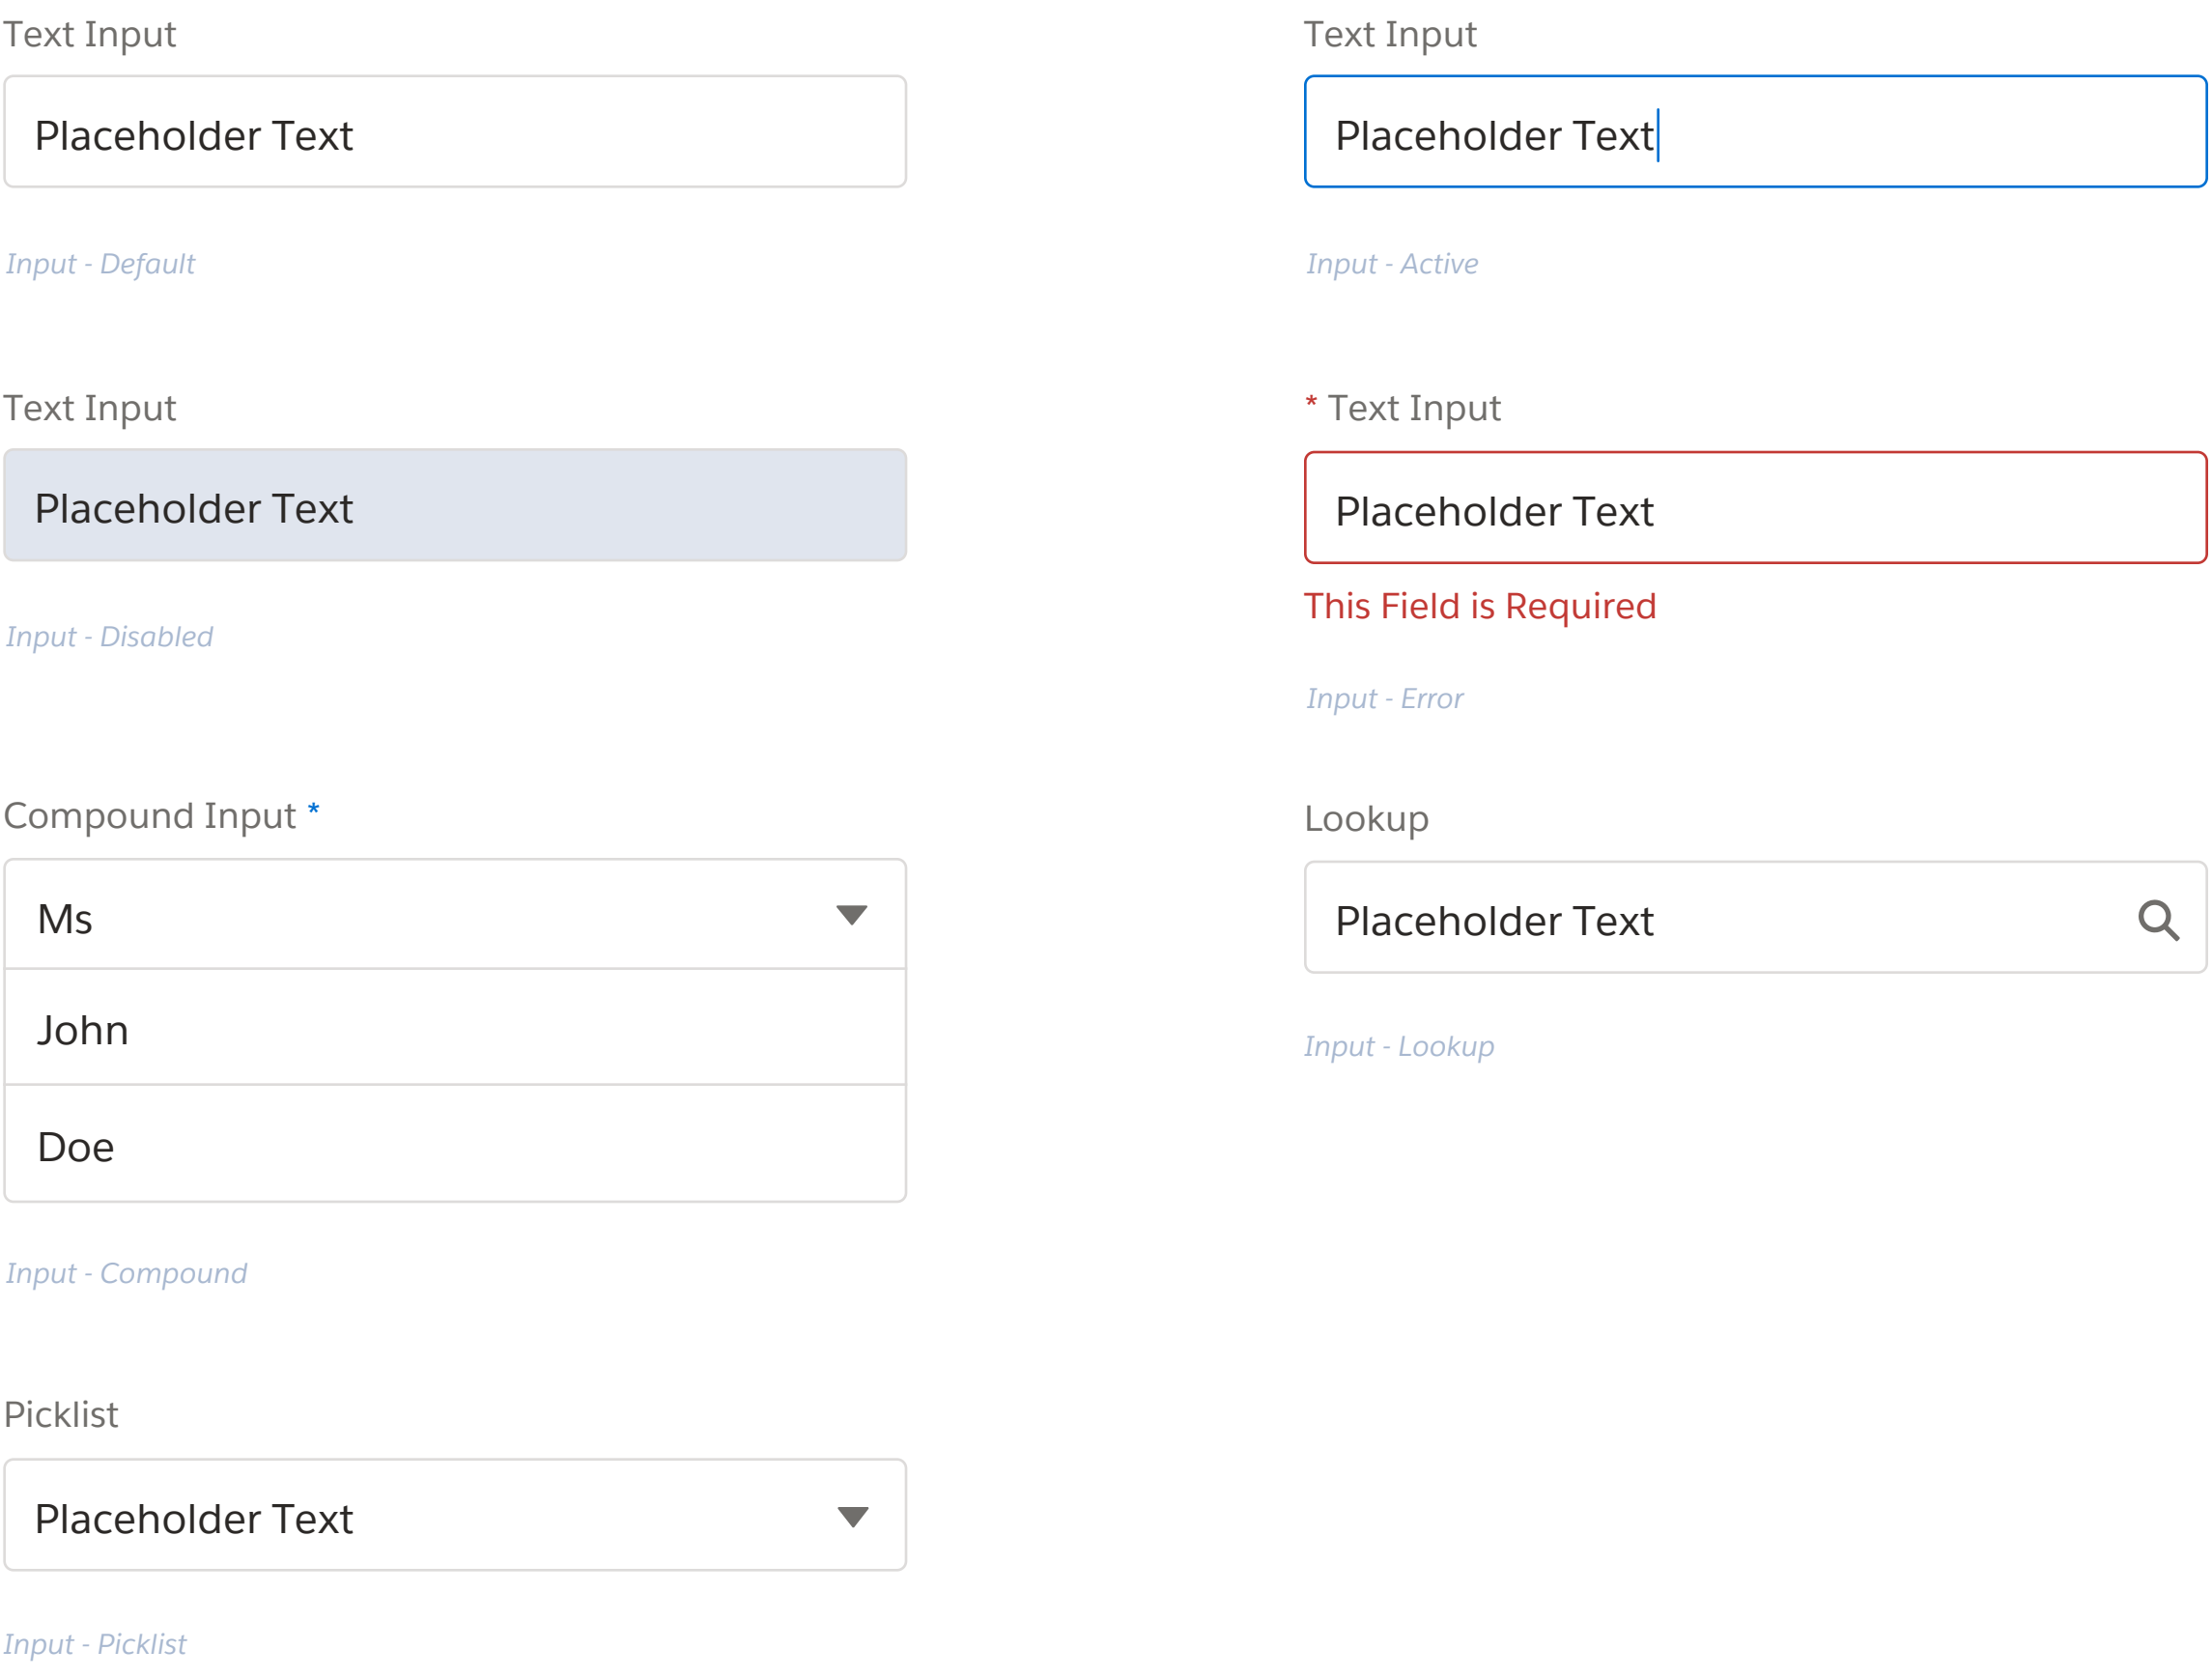 Text Input
Placeholder Text
Input - Default
Text Input
Placeholder Text
Input - Active
Text Input
Placeholder Text
Input - Disabled
* Text Input
Placeholder Text
This Field is Required
Input - Error
Compound Input *
Ms
John
Doe
Input - Compound
Lookup
Placeholder Text
Input - Lookup
Picklist
Placeholder Text
Input - Picklist